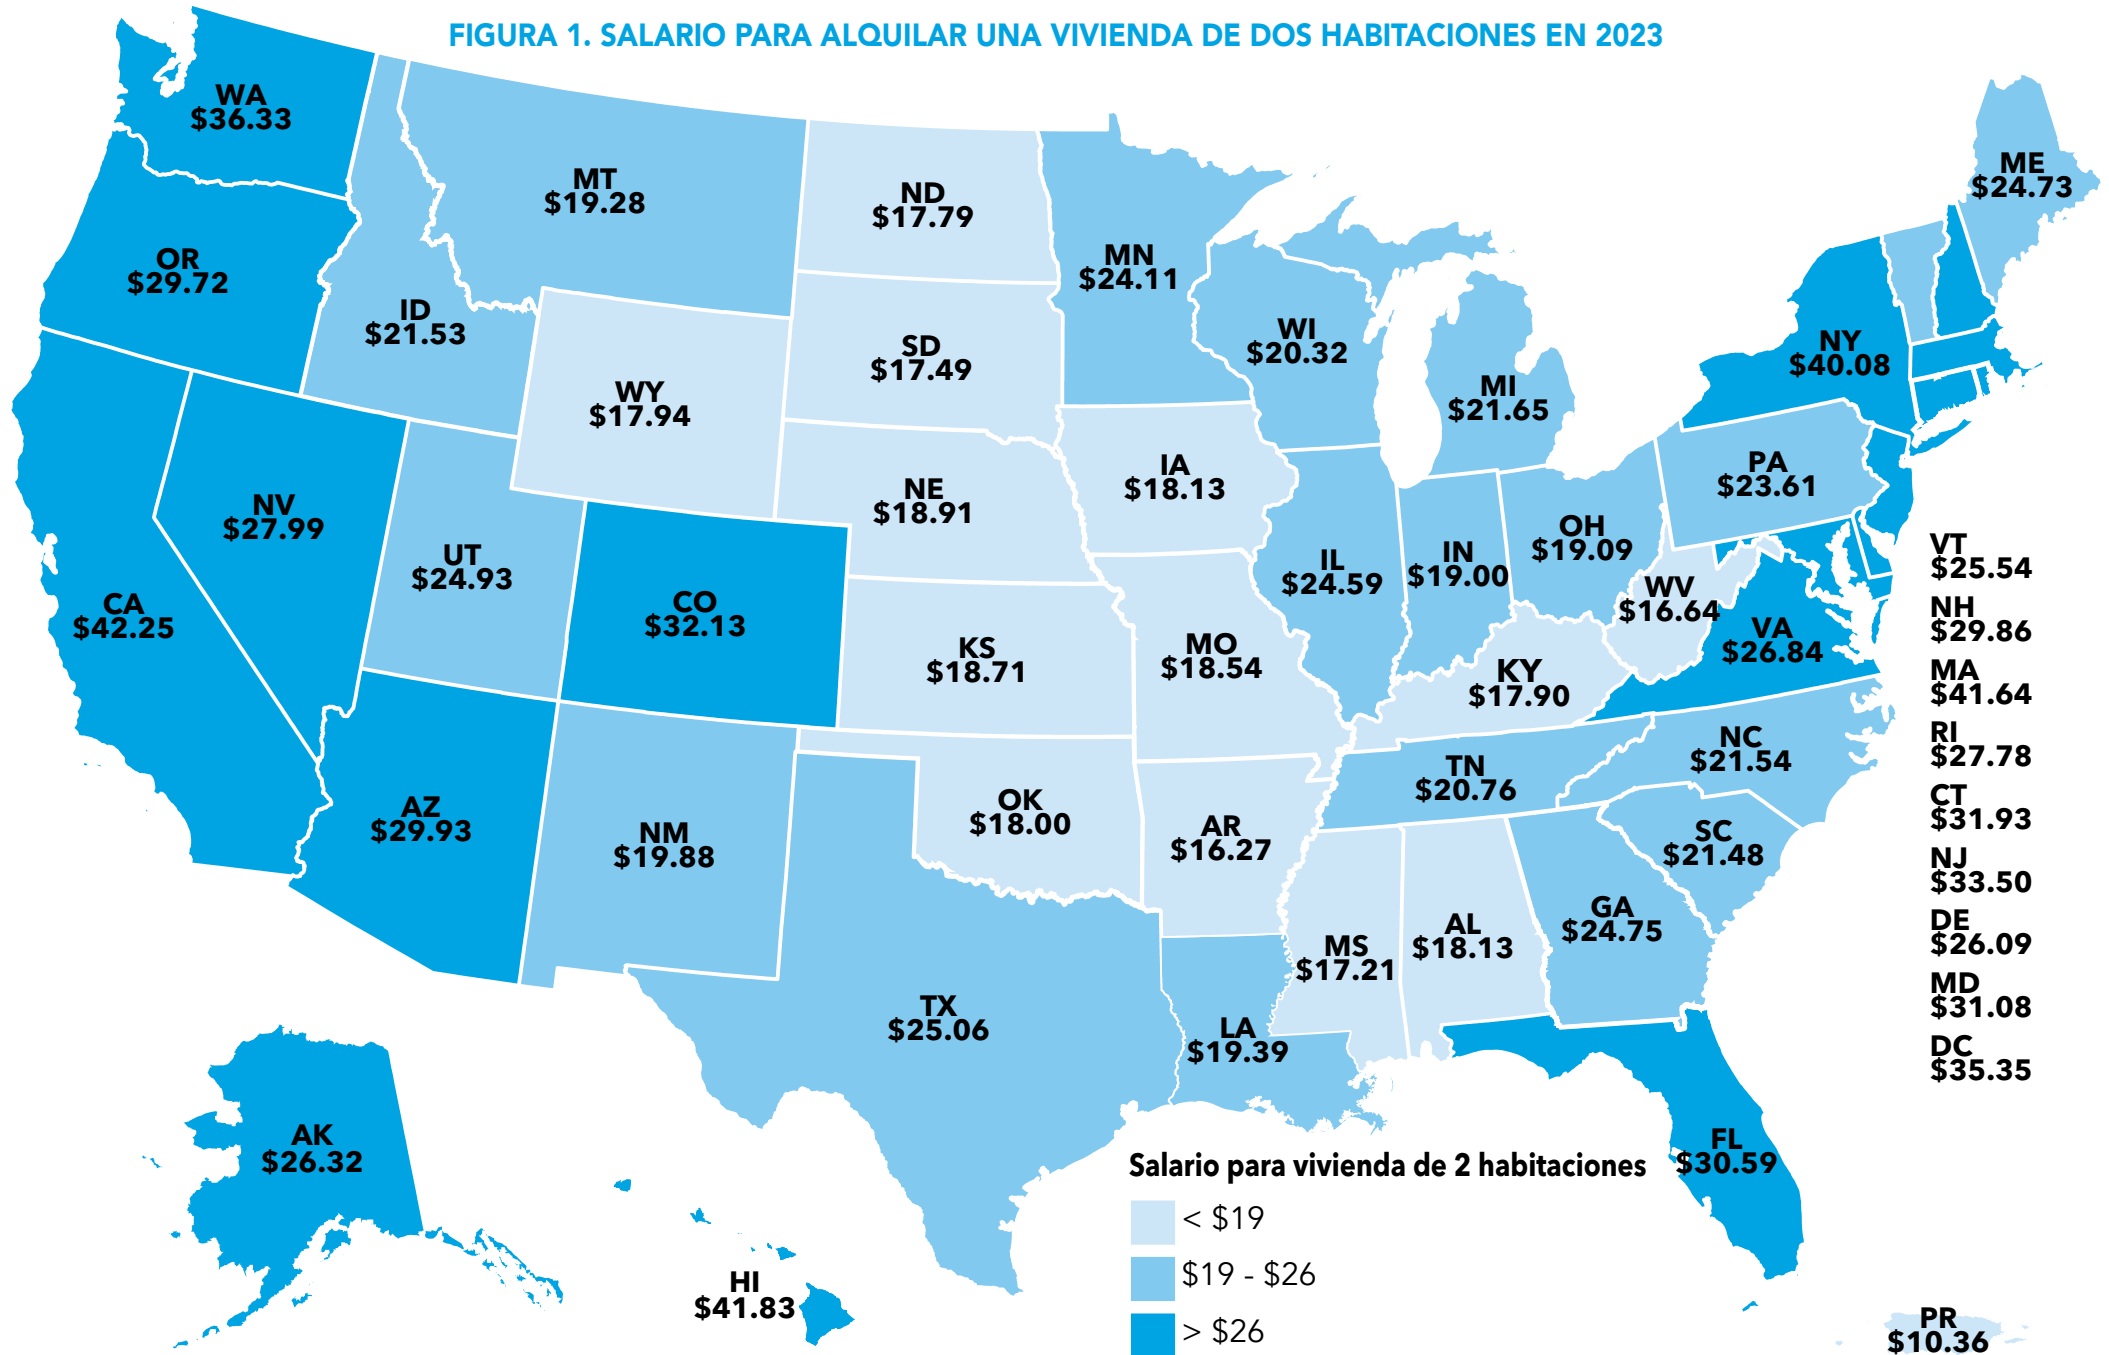 FIGURA 1. SALARIO PARA ALQUILAR UNA VIVIENDA DE DOS HABITACIONES EN 2023
WA
$36.33
MT
$19.28
ND
$17.79
ME
$24.73
OR
$29.72
MN
$24.11
ID
$21.53
WI
$20.32
NY
$40.08
SD
$17.49
MI
$21.65
WY
$17.94
IA
$18.13
PA
$23.61
NE
$18.91
NV
$27.99
OH
$19.09
UT
$24.93
IL
$24.59
IN
$19.00
WV
$16.64
CA
$42.25
CO
$32.13
VA
$26.84
KS
$18.71
MO
$18.54
KY
$17.90
NC
$21.54
TN
$20.76
AZ
$29.93
NM
$19.88
OK
$18.00
AR
$16.27
SC
$21.48
GA
$24.75
MS
$17.21
AL
$18.13
TX
$25.06
LA
$19.39
VT
$25.54
NH
$29.86
MA
$41.64
RI
$27.78
CT
$31.93
NJ
$33.50
DE
$26.09
MD
$31.08
DC
$35.35
AK
$26.32
FL
$30.59
HI
$41.83
PR
$10.36
Salario para vivienda de 2 habitaciones
< $19
$19 - $26
> $26